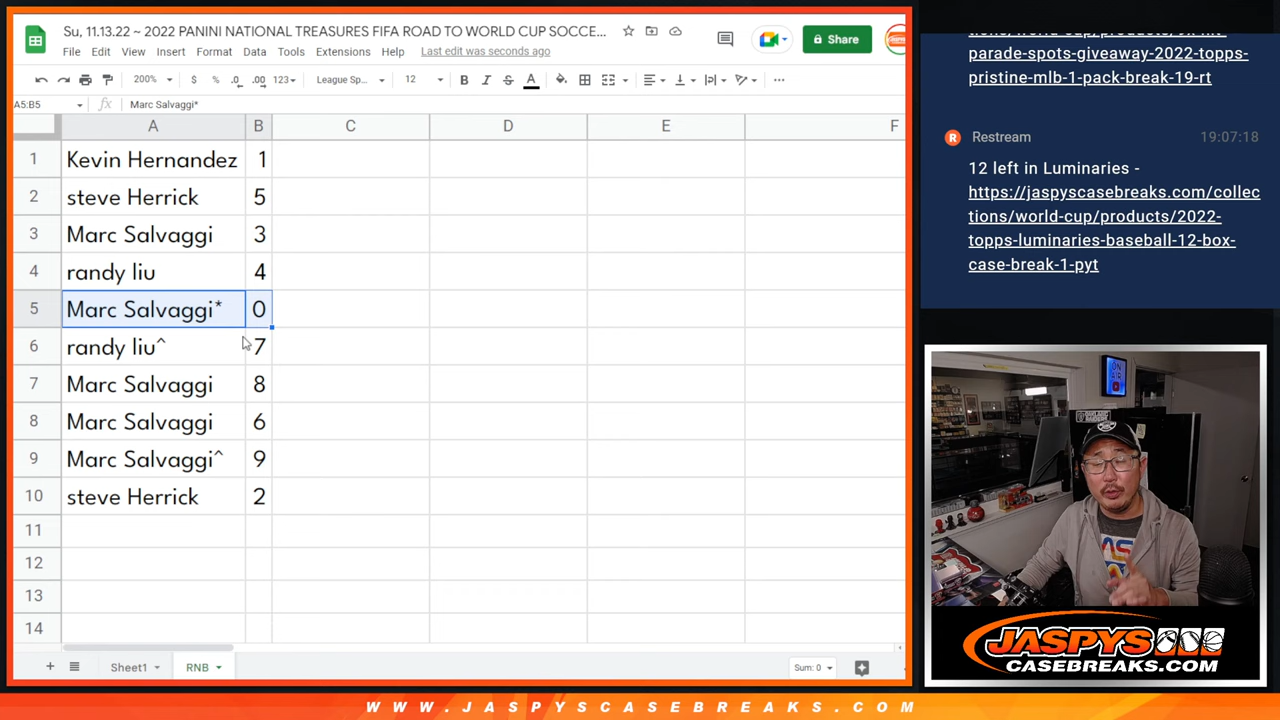 Su, 11.13.22 ~ 2022 PANINI NATIONAL TREASURES FIFA ROAD TO WORLD CUP SOCCE...
File Edit View Insert Format Data Tools Extensions Help Last edit was seconds ago
Share
200% $ % .0 .00 123 League Sp... 12 B I S A
A5:B5 fx Marc Salvaggi*
A B C D E F
1 Kevin Hernandez 1
2 steve Herrick 5
3 Marc Salvaggi 3
4 randy liu 4
5 Marc Salvaggi* 0
6 randy liu^ 7
7 Marc Salvaggi 8
8 Marc Salvaggi 6
9 Marc Salvaggi^ 9
10 steve Herrick 2
11
12
13
14
Sheet1 RNB Sum: 0
parade-spots-giveaway-2022-topps-
pristine-mlb-1-pack-break-19-rt
Restream 19:07:18
12 left in Luminaries -
https://jaspyscasebreaks.com/collec
tions/world-cup/products/2022-
topps-luminaries-baseball-12-box-
case-break-1-pyt
ON
AIR
JASPYS
CASEBREAKS.COM
WWW.JASPYSCASEBREAKS.COM